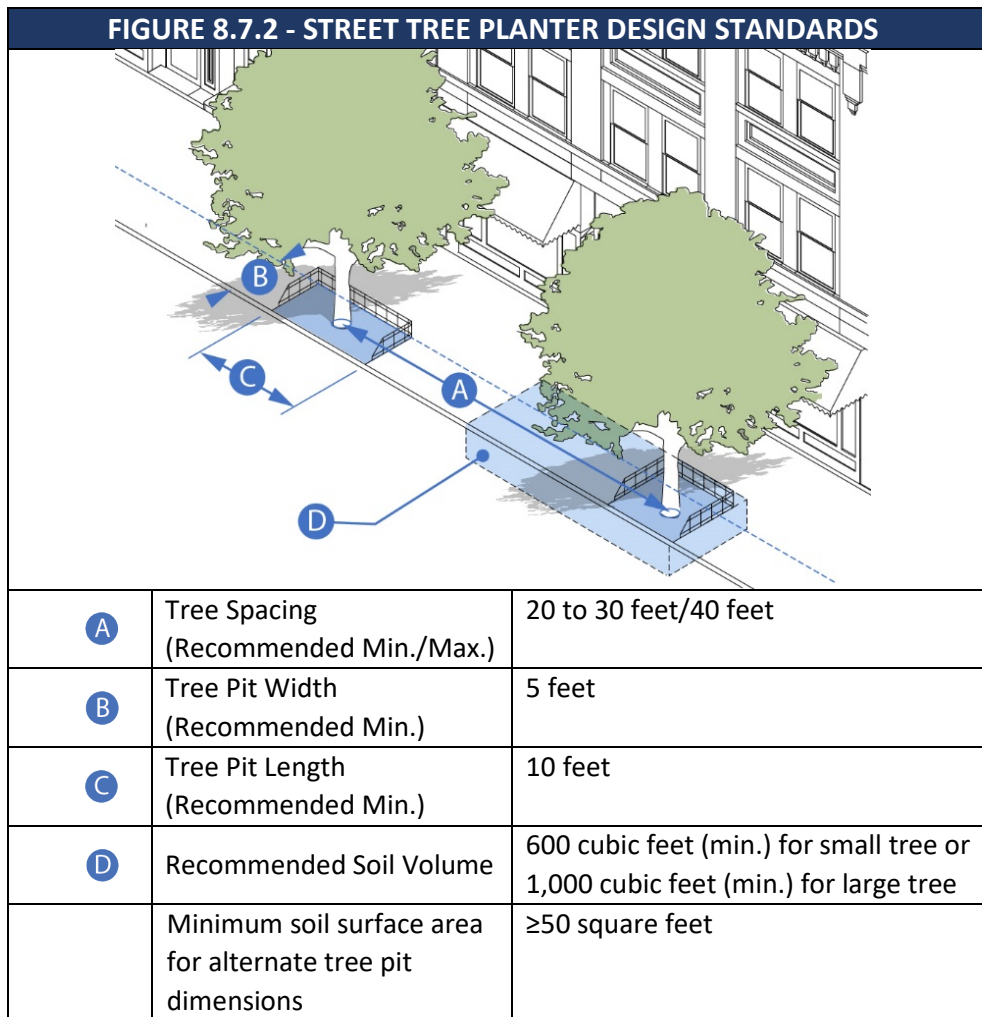 FIGURE 8.7.2 - STREET TREE PLANTER DESIGN STANDARDS
B
C
A
D
A
Tree Spacing
(Recommended Min./Max.)
20 to 30 feet/40 feet
B
Tree Pit Width
(Recommended Min.)
5 feet
C
Tree Pit Length
(Recommended Min.)
10 feet
D
Recommended Soil Volume
600 cubic feet (min.) for small tree or
1,000 cubic feet (min.) for large tree
Minimum soil surface area
for alternate tree pit
dimensions
≥50 square feet